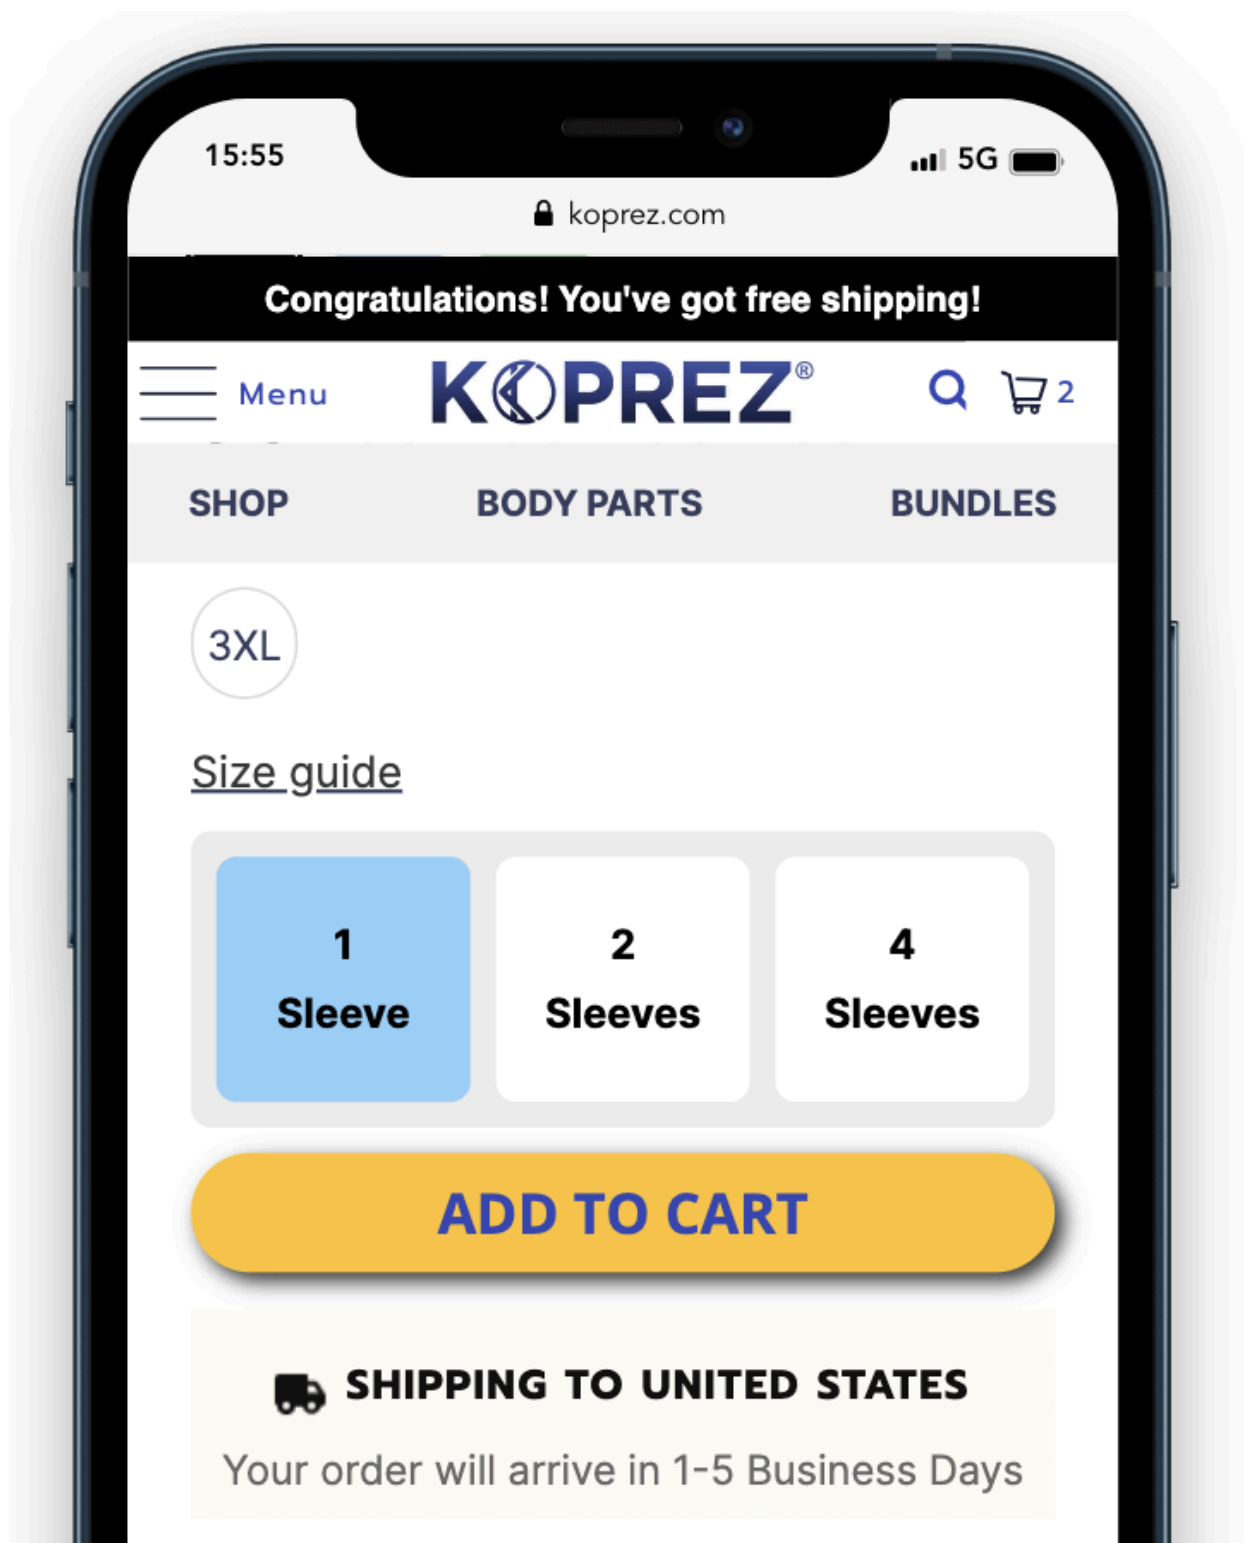 15:55
5G
koprez.com
Congratulations! You've got free shipping!
Menu
KOPREZ®
2
SHOP
BODY PARTS
BUNDLES
3XL
Size guide
1
Sleeve
2
Sleeves
4
Sleeves
ADD TO CART
SHIPPING TO UNITED STATES
Your order will arrive in 1-5 Business Days